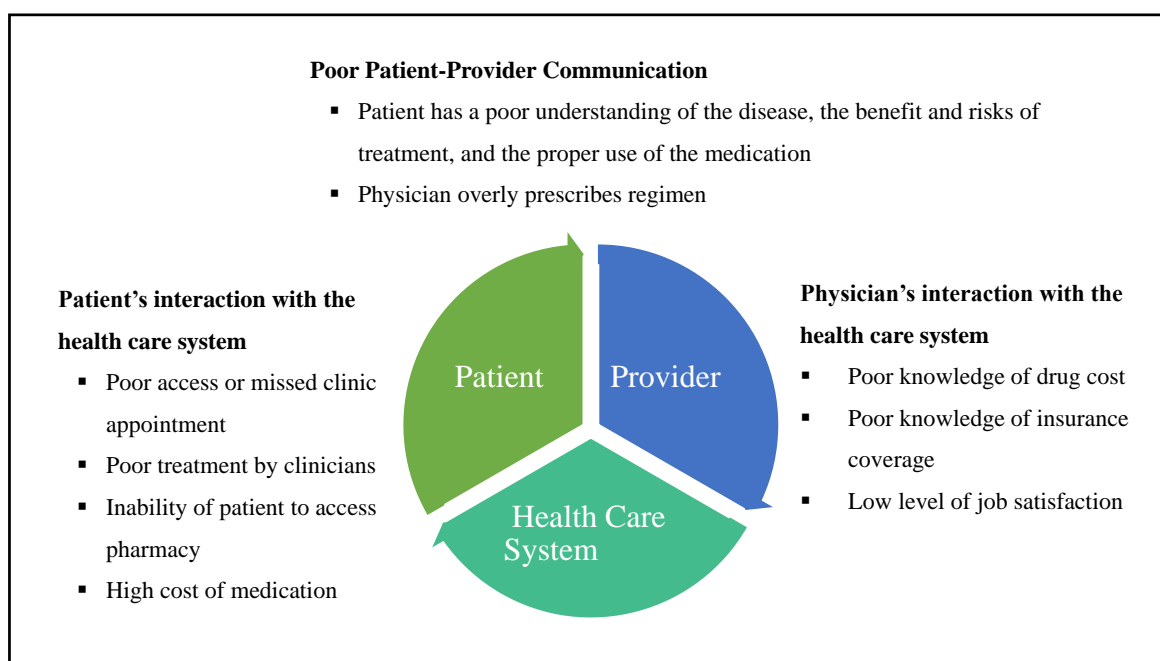 Poor Patient-Provider Communication
▪ Patient has a poor understanding of the disease, the benefit and risks of
treatment, and the proper use of the medication
▪ Physician overly prescribes regimen
Patient’s interaction with the
health care system
▪ Poor access or missed clinic
appointment
▪ Poor treatment by clinicians
▪ Inability of patient to access
pharmacy
▪ High cost of medication
Patient
Provider
Health Care
System
Physician’s interaction with the
health care system
▪ Poor knowledge of drug cost
▪ Poor knowledge of insurance
coverage
▪ Low level of job satisfaction